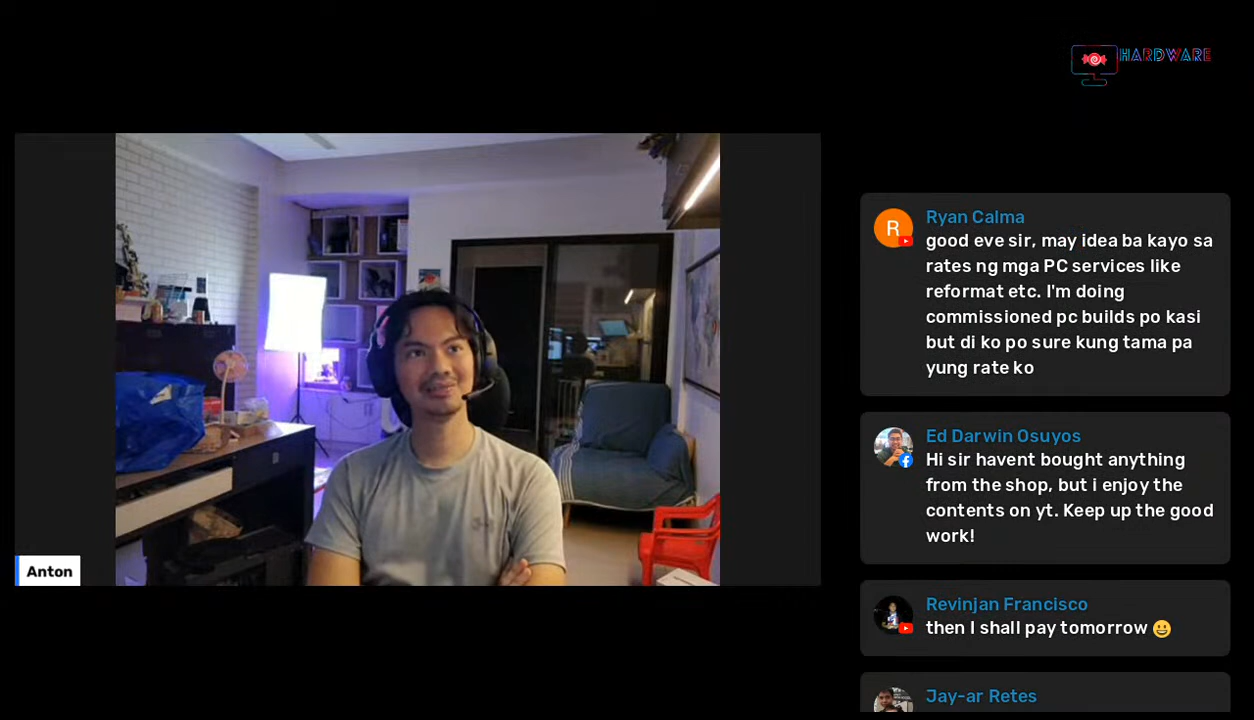 HARDWARE
Ryan Calma
R
good eve sir, may idea ba kayo sa
rates ng mga PC services like
reformat etc. I'm doing
commissioned pc builds po kasi
but di ko po sure kung tama pa
yung rate ko
Ed Darwin Osuyos
Hi sir havent bought anything
from the shop, but i enjoy the
contents on yt. Keep up the good
work!
Revinjan Francisco
then I shall pay tomorrow 😃
Jay-ar Retes
Anton